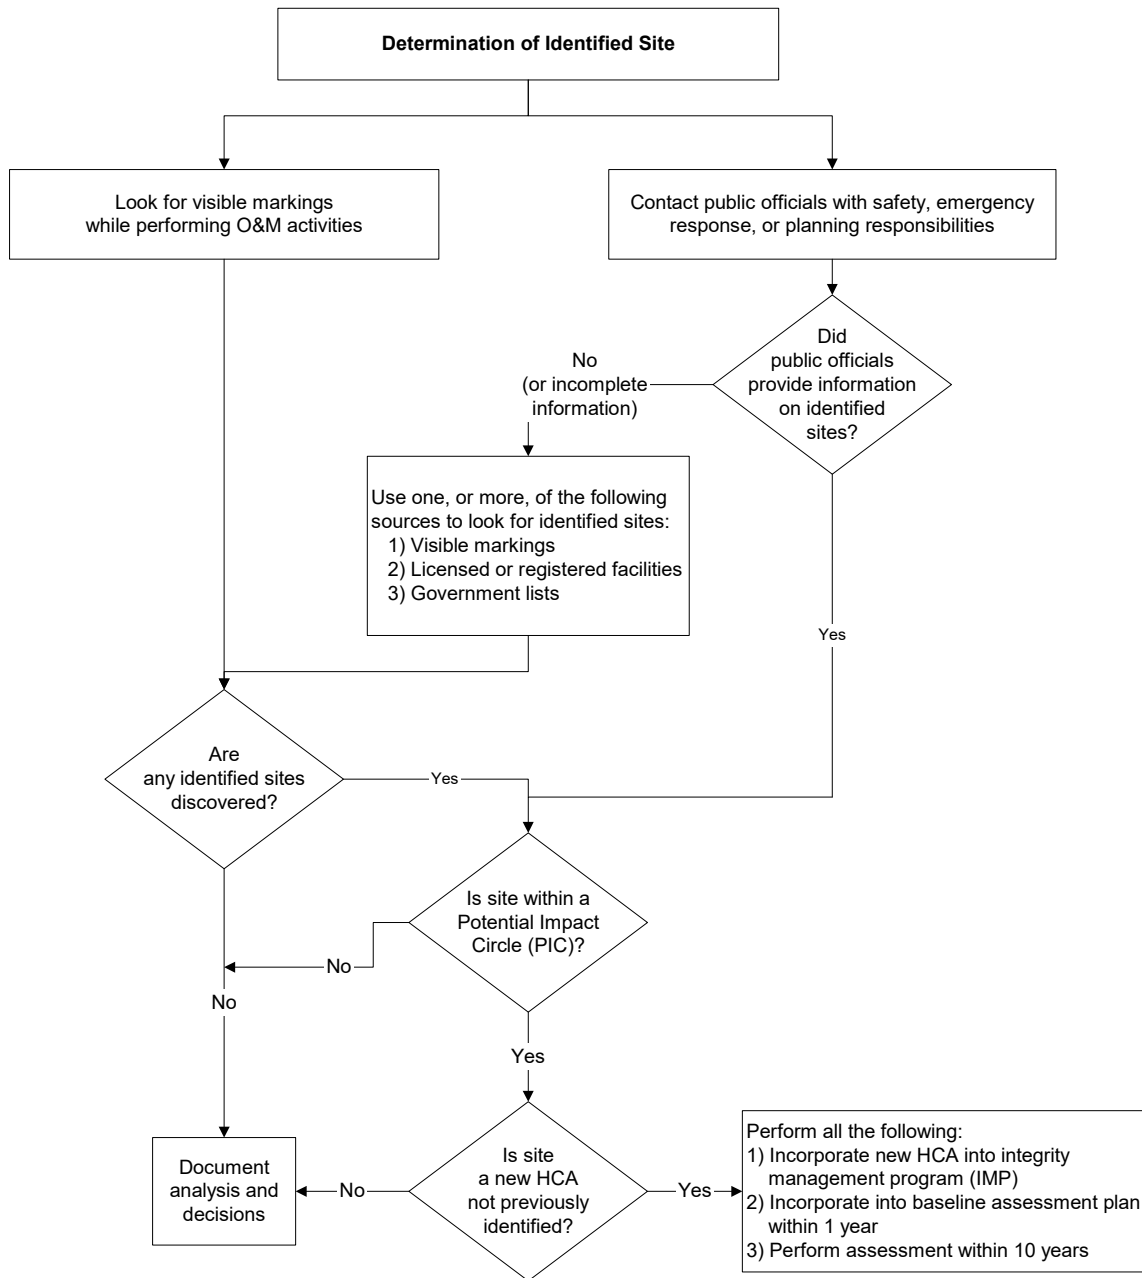 Determination of Identified Site
Look for visible markings
while performing O&M activities
Contact public officials with safety, emergency
response, or planning responsibilities
Did
public officials
provide information
on identified
sites?
No
(or incomplete
information)
Use one, or more, of the following
sources to look for identified sites:
1) Visible markings
2) Licensed or registered facilities
3) Government lists
Yes
Are
any identified sites
discovered?
Yes
Is site within a
Potential Impact
Circle (PIC)?
No
No
Yes
Is site
a new HCA
not previously
identified?
No
Document
analysis and
decisions
Yes
Perform all the following:
1) Incorporate new HCA into integrity
management program (IMP)
2) Incorporate into baseline assessment plan
within 1 year
3) Perform assessment within 10 years